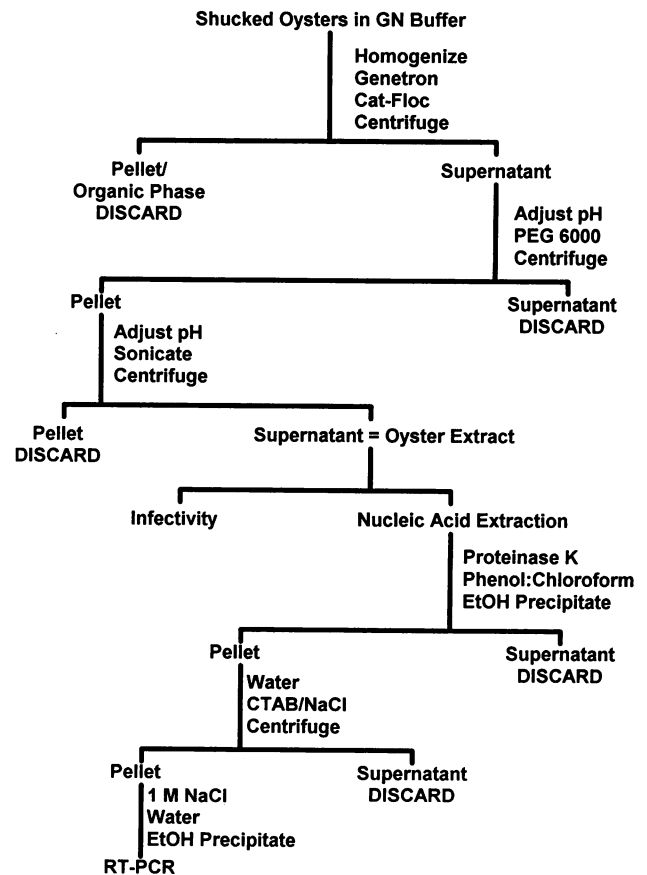 Shucked Oysters in GN Buffer
Homogenize
Genetron
Cat-Floc
Centrifuge
Pellet/
Organic Phase
DISCARD
Supernatant
Adjust pH
PEG 6000
Centrifuge
Pellet
Supernatant
DISCARD
Adjust pH
Sonicate
Centrifuge
Pellet
DISCARD
Supernatant = Oyster Extract
Infectivity
Nucleic Acid Extraction
Proteinase K
Phenol:Chloroform
EtOH Precipitate
Pellet
Supernatant
DISCARD
Water
CTAB/NaCl
Centrifuge
Pellet
Supernatant
DISCARD
1 M NaCl
Water
EtOH Precipitate
RT-PCR